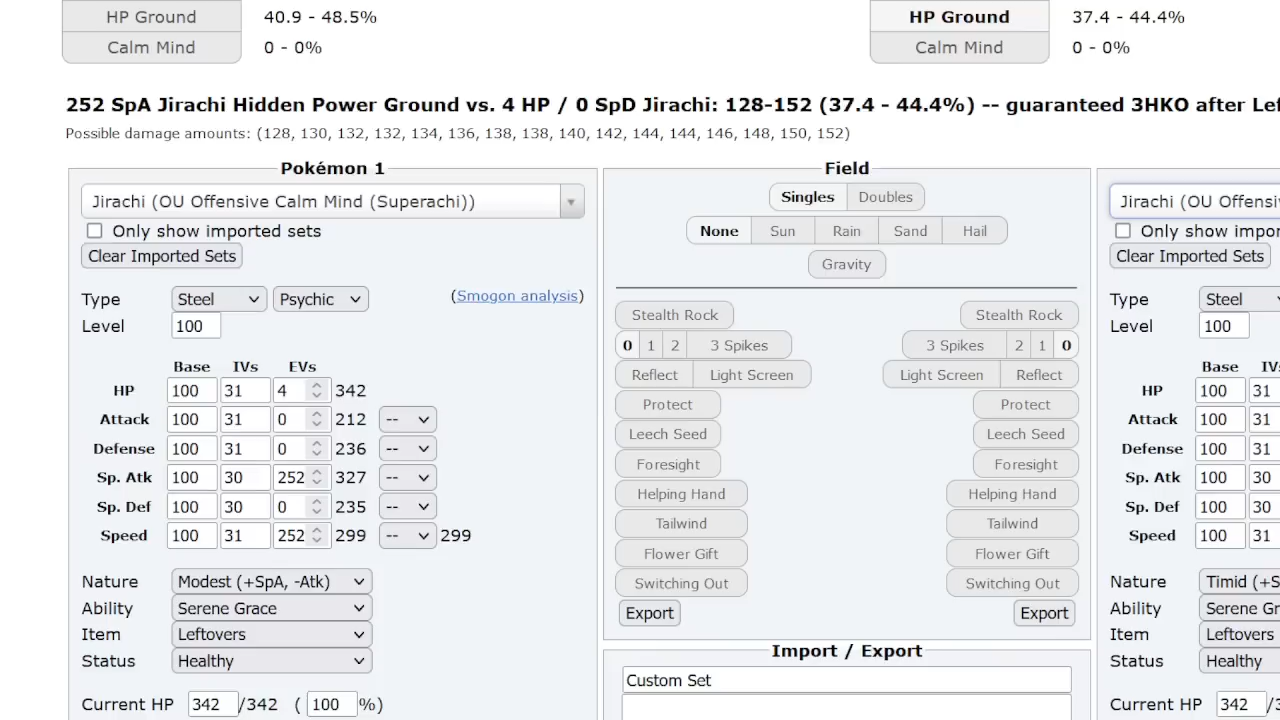 HP Ground 40.9 - 48.5% HP Ground 37.4 - 44.4%
Calm Mind 0 - 0% Calm Mind 0 - 0%
252 SpA Jirachi Hidden Power Ground vs. 4 HP / 0 SpD Jirachi: 128-152 (37.4 - 44.4%) -- guaranteed 3HKO after Lef
Possible damage amounts: (128, 130, 132, 132, 134, 136, 138, 138, 140, 142, 144, 144, 146, 148, 150, 152)
Pokémon 1
Jirachi (OU Offensive Calm Mind (Superachi))
Only show imported sets
Clear Imported Sets
Type Steel Psychic (Smogon analysis)
Level 100
Base IVs EVs
HP 100 31 4 342
Attack 100 31 0 212 --
Defense 100 31 0 236 --
Sp. Atk 100 30 252 327 --
Sp. Def 100 30 0 235 --
Speed 100 31 252 299 -- 299
Nature Modest (+SpA, -Atk)
Ability Serene Grace
Item Leftovers
Status Healthy
Current HP 342 /342 ( 100 %)
Field
Singles Doubles
None Sun Rain Sand Hail
Gravity
Stealth Rock Stealth Rock
0 1 2 3 Spikes 3 Spikes 2 1 0
Reflect Light Screen Light Screen Reflect
Protect Protect
Leech Seed Leech Seed
Foresight Foresight
Helping Hand Helping Hand
Tailwind Tailwind
Flower Gift Flower Gift
Switching Out Switching Out
Export Export
Import / Export
Custom Set
Jirachi (OU Offensi
Only show impor
Clear Imported Sets
Type Steel
Level 100
Base IVs
HP 100 31
Attack 100 31
Defense 100 31
Sp. Atk 100 30
Sp. Def 100 30
Speed 100 31
Nature Timid (+S
Ability Serene Gr
Item Leftovers
Status Healthy
Current HP 342 /3